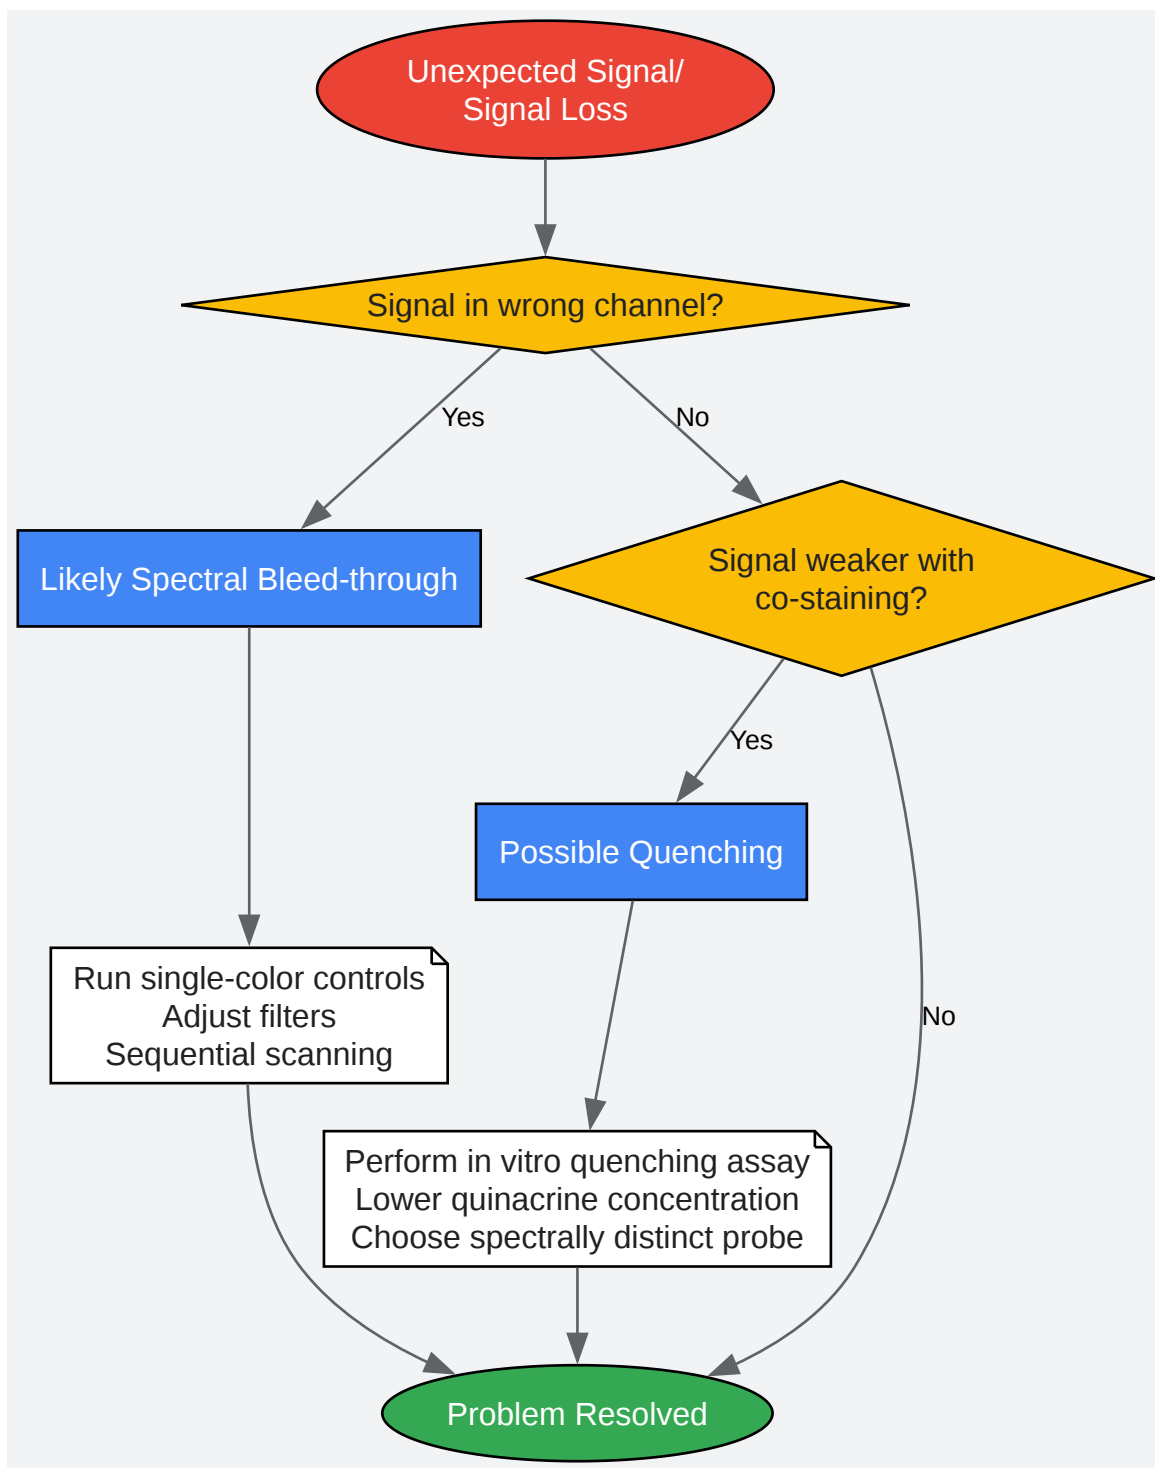 Unexpected Signal/
Signal Loss
Signal in wrong channel?
Yes
No
Likely Spectral Bleed-through
Signal weaker with
co-staining?
Yes
Possible Quenching
Run single-color controls
Adjust filters
Sequential scanning
No
Perform in vitro quenching assay
Lower quinacrine concentration
Choose spectrally distinct probe
Problem Resolved